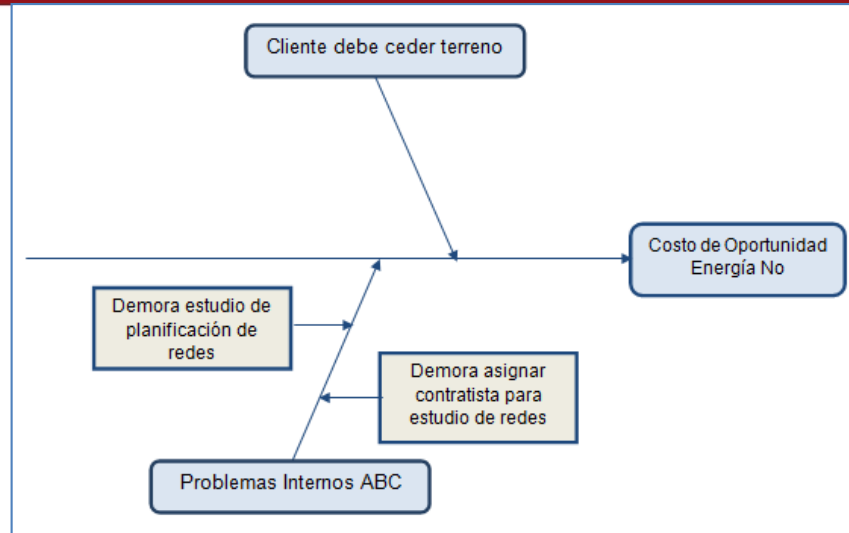 Cliente debe ceder terreno
Costo de Oportunidad
Energía No
Demora estudio de
planificación de
redes
Demora asignar
contratista para
estudio de redes
Problemas Internos ABC